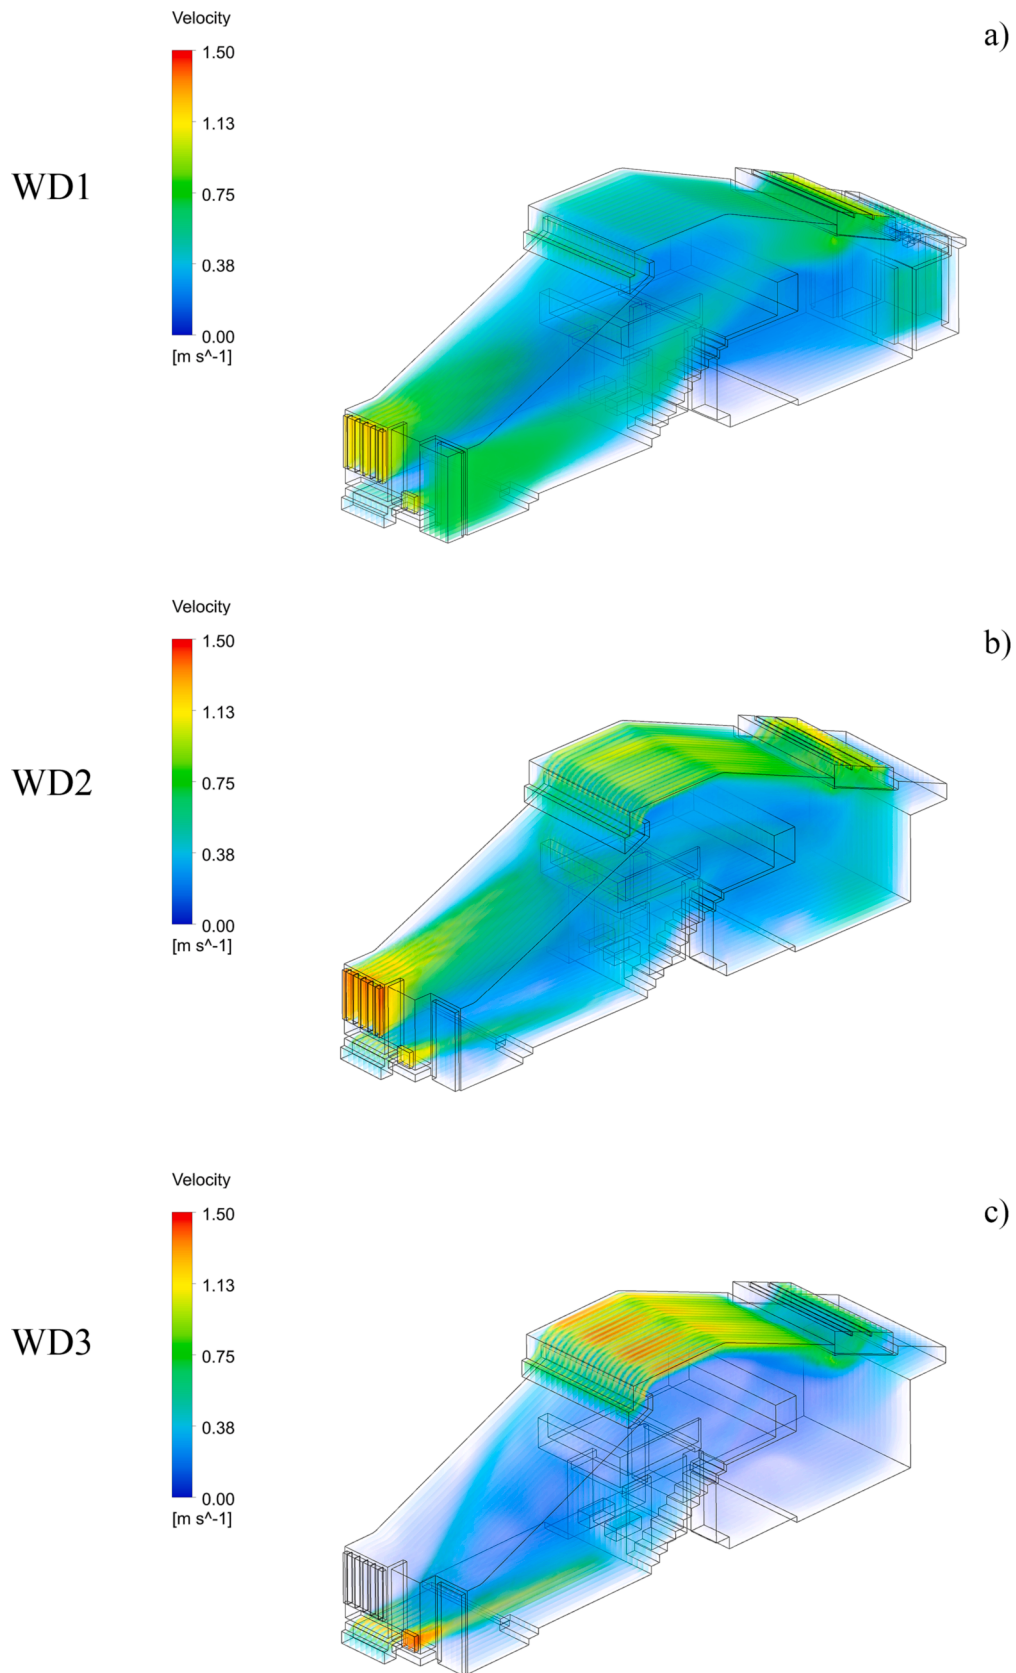 Velocity
a)
1.50
1.13
WD1
0.75
0.38
0.00
[m s^-1]
Velocity
b)
1.50
1.13
WD2
0.75
0.38
0.00
[m s^-1]
Velocity
c)
1.50
1.13
WD3
0.75
0.38
0.00
[m s^-1]